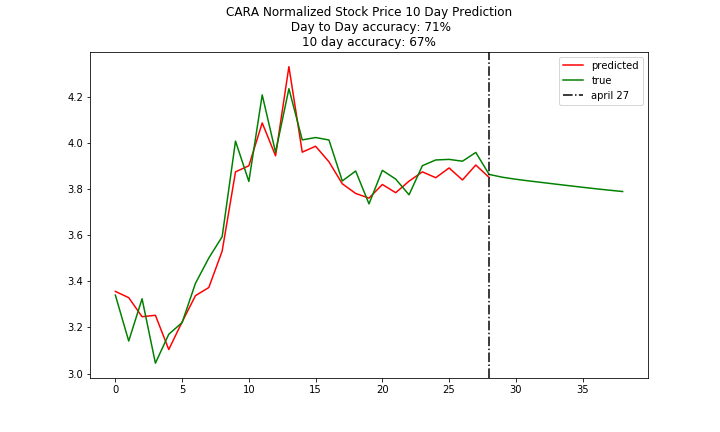 CARA Normalized Stock Price 10 Day Prediction
Day to Day accuracy: 71%
10 day accuracy: 67%
predicted
true
april 27
4.2
4.0
3.8
3.6
3.4
3.2
3.0
0 5 10 15 20 25 30 35